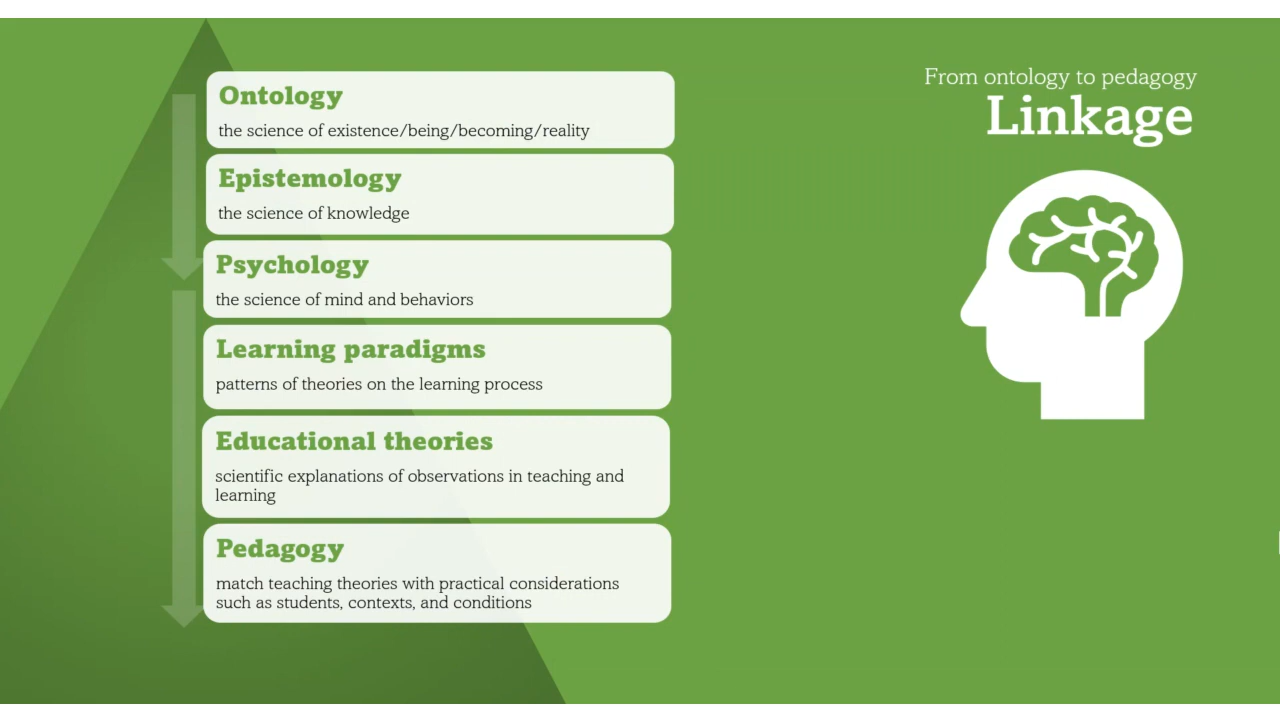 From ontology to pedagogy
Linkage
Ontology
the science of existence/being/becoming/reality
Epistemology
the science of knowledge
Psychology
the science of mind and behaviors
Learning paradigms
patterns of theories on the learning process
Educational theories
scientific explanations of observations in teaching and
learning
Pedagogy
match teaching theories with practical considerations
such as students, contexts, and conditions